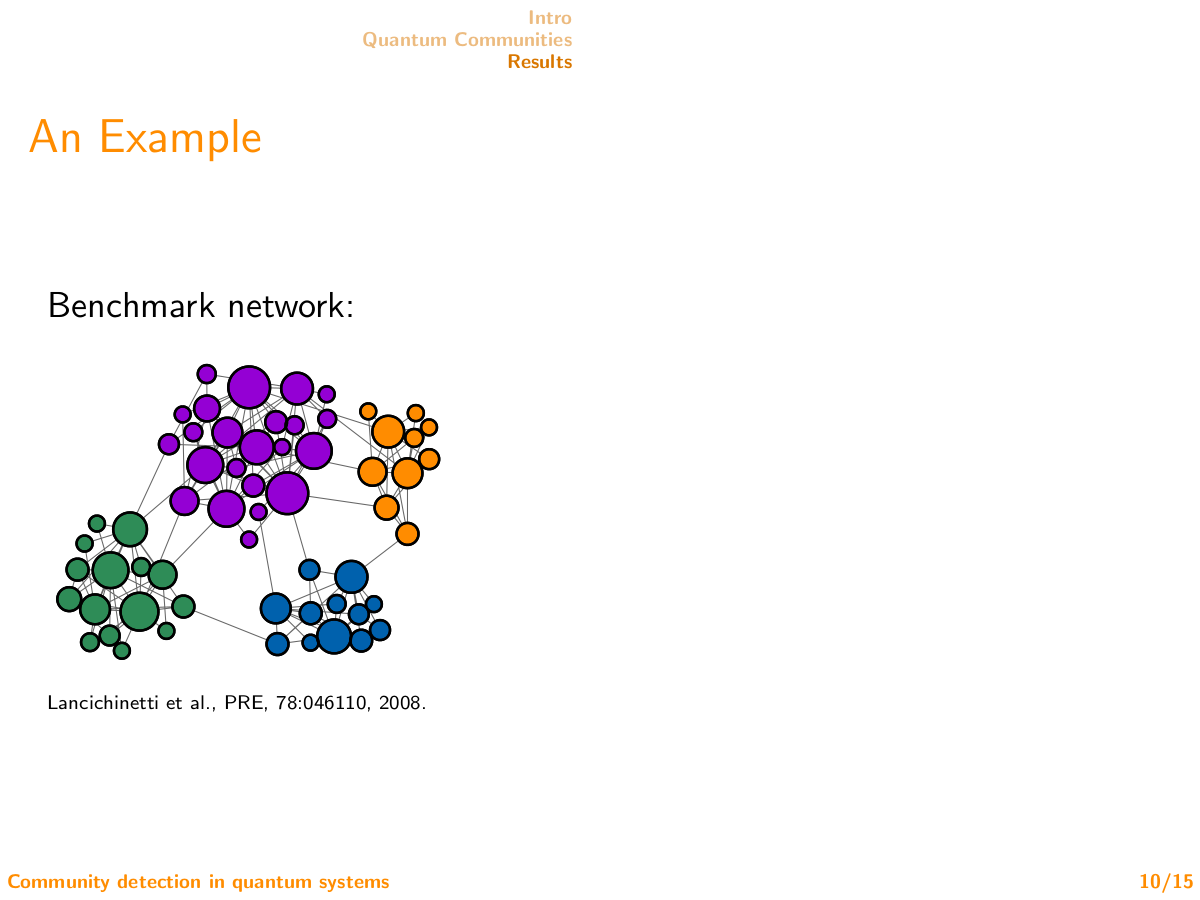 Intro
Quantum Communities
Results
An Example
Benchmark network:
Lancichinetti et al., PRE, 78:046110, 2008.
Community detection in quantum systems
10/15